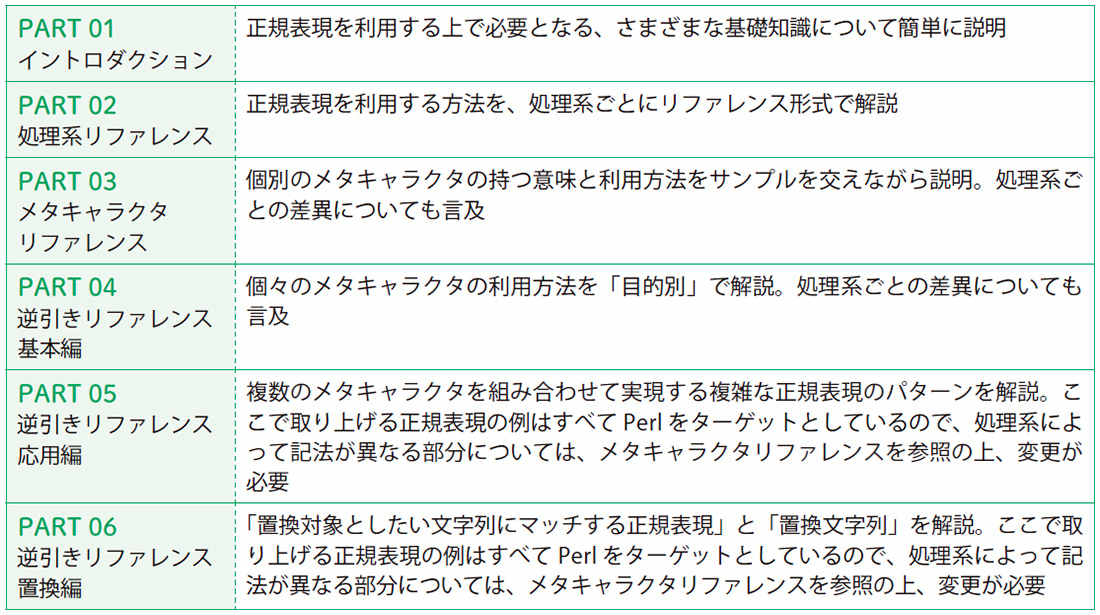 PART 01
イントロダクション
正規表現を利用する上で必要となる、さまざまな基礎知識について簡単に説明
PART 02
処理系リファレンス
正規表現を利用する方法を、処理系ごとにリファレンス形式で解説
PART 03
メタキャラクタ
リファレンス
個別のメタキャラクタの持つ意味と利用方法をサンプルを交えながら説明。処理系ご
との差異についても言及
PART 04
逆引きリファレンス
基本編
個々のメタキャラクタの利用方法を「目的別」で解説。処理系ごとの差異についても
言及
PART 05
逆引きリファレンス
応用編
複数のメタキャラクタを組み合わせて実現する複雑な正規表現のパターンを解説。こ
こで取り上げる正規表現の例はすべて Perl をターゲットとしているので、処理系によ
って記法が異なる部分については、メタキャラクタリファレンスを参照の上、変更が
必要
PART 06
逆引きリファレンス
置換編
「置換対象としたい文字列にマッチする正規表現」と「置換文字列」を解説。ここで取
り上げる正規表現の例はすべて Perl をターゲットとしているので、処理系によって記
法が異なる部分については、メタキャラクタリファレンスを参照の上、変更が必要